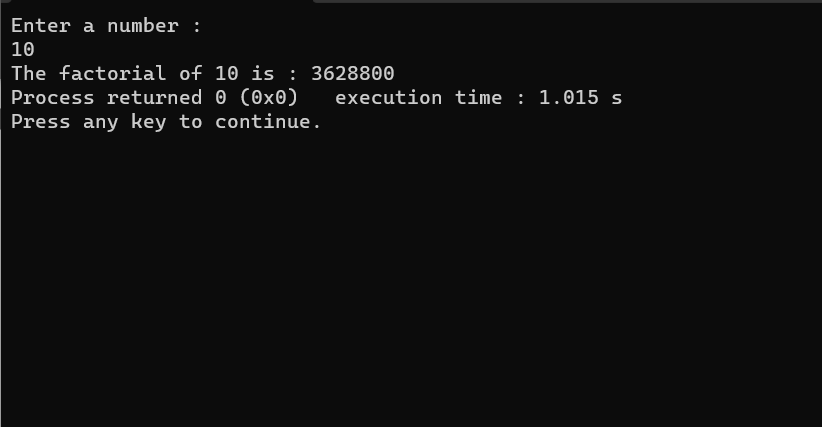 Enter a number :
10
The factorial of 10 is : 3628800
Process returned 0 (0x0)   execution time : 1.015 s
Press any key to continue.